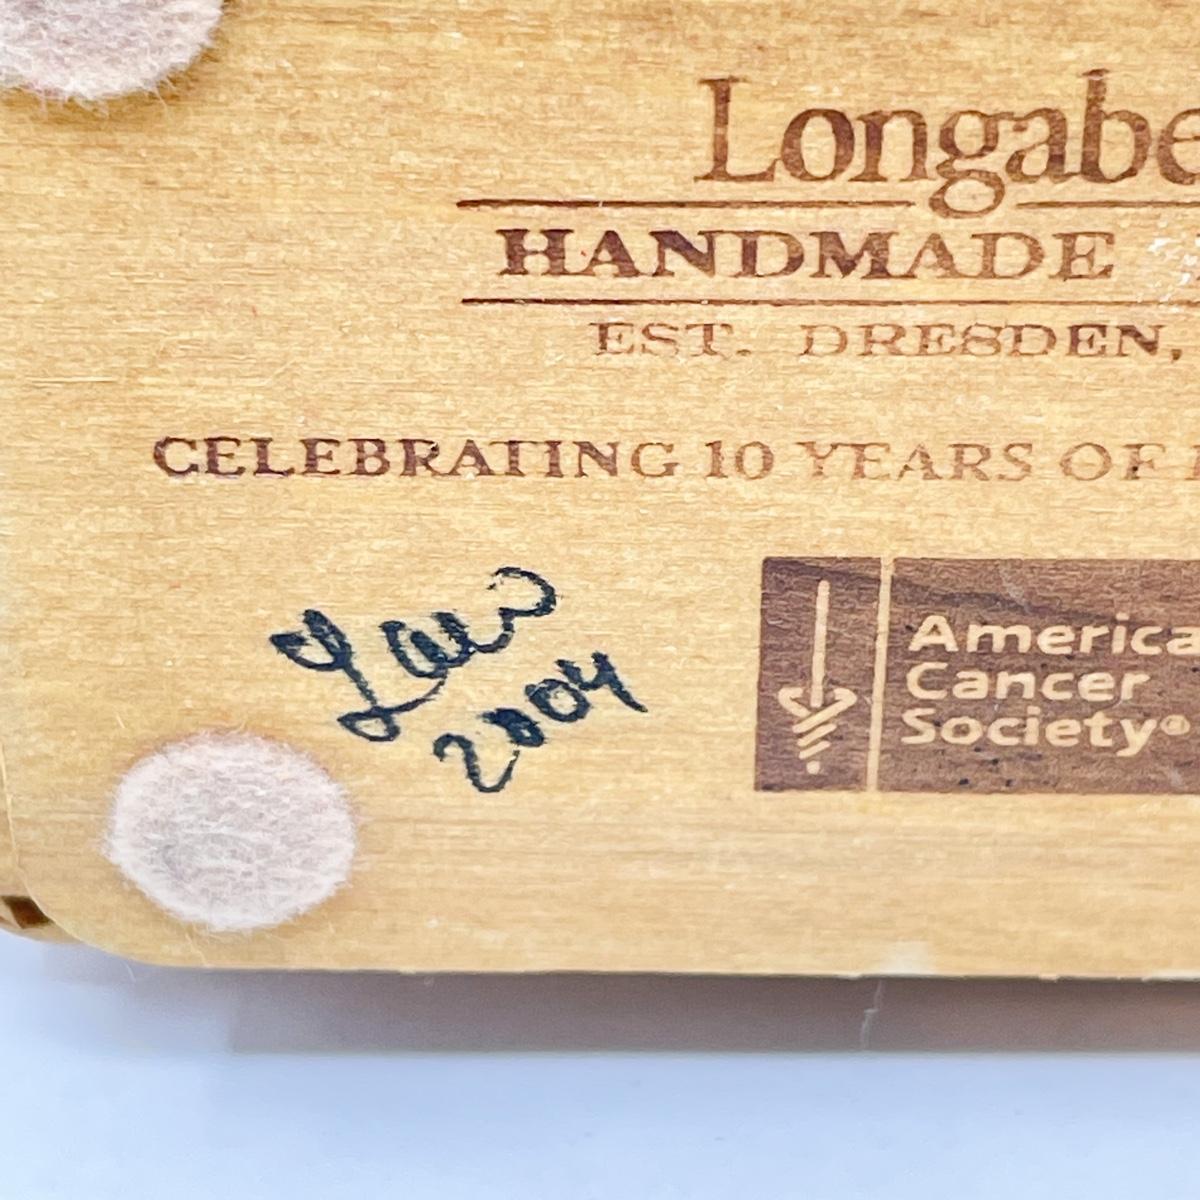 Longabe
HANDMADE
EST. DRESDEN,
CELEBRATING 10 YEARS OF
America
Cancer
Society®
2004